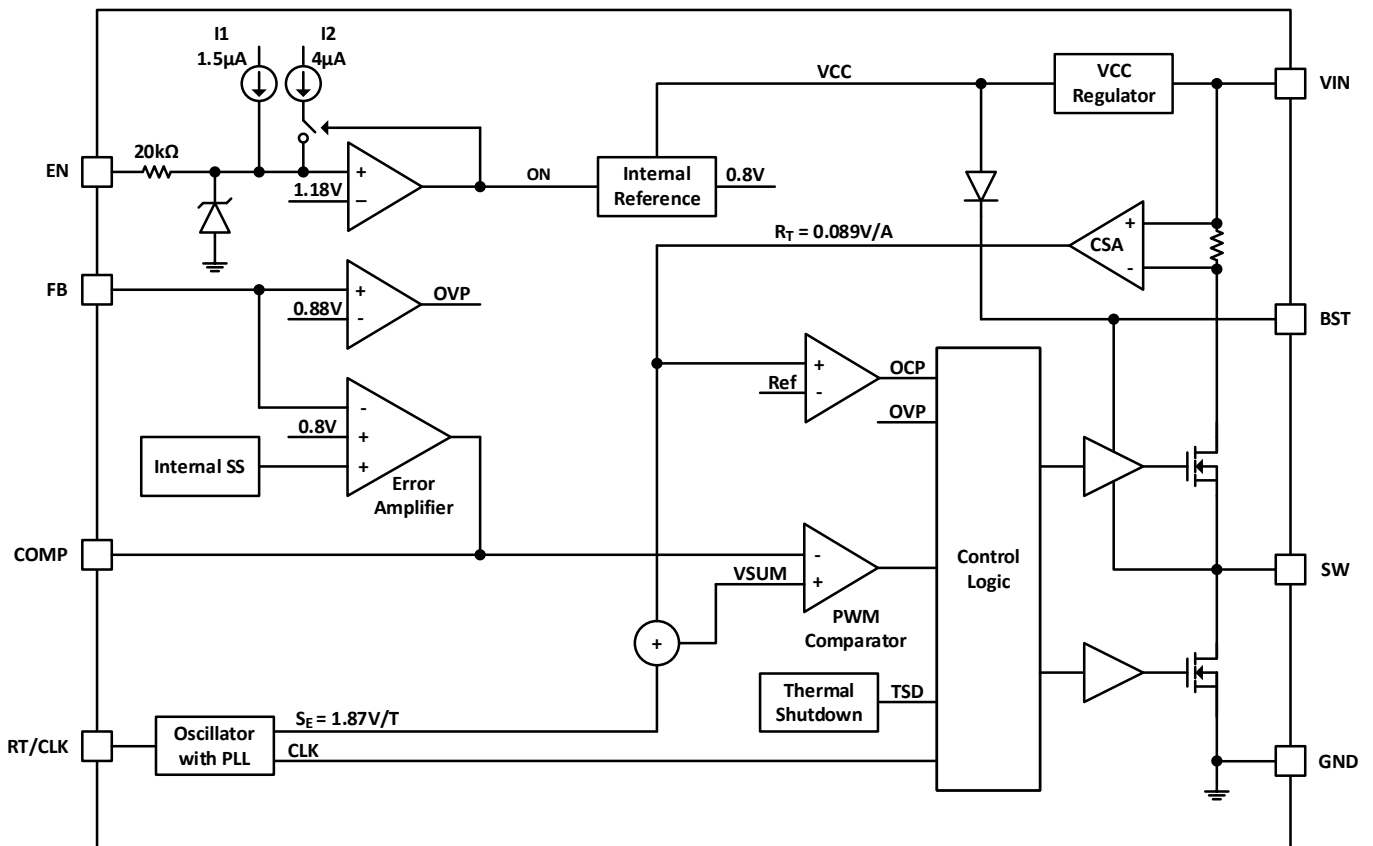 I1
1.5µA
I2
4µA
VCC
VCC
Regulator
VIN
EN
20kΩ
+
1.18V
−
ON
Internal
Reference
0.8V
R_T = 0.089V/A
CSA
+
-
FB
+
0.88V
-
OVP
BST
+
Ref
-
OCP
OVP
-
0.8V
+
Internal SS
+
Error
Amplifier
COMP
-
VSUM
+
PWM
Comparator
Control
Logic
SW
+
Thermal
Shutdown
TSD
S_E = 1.87V/T
RT/CLK
Oscillator
with PLL
CLK
GND